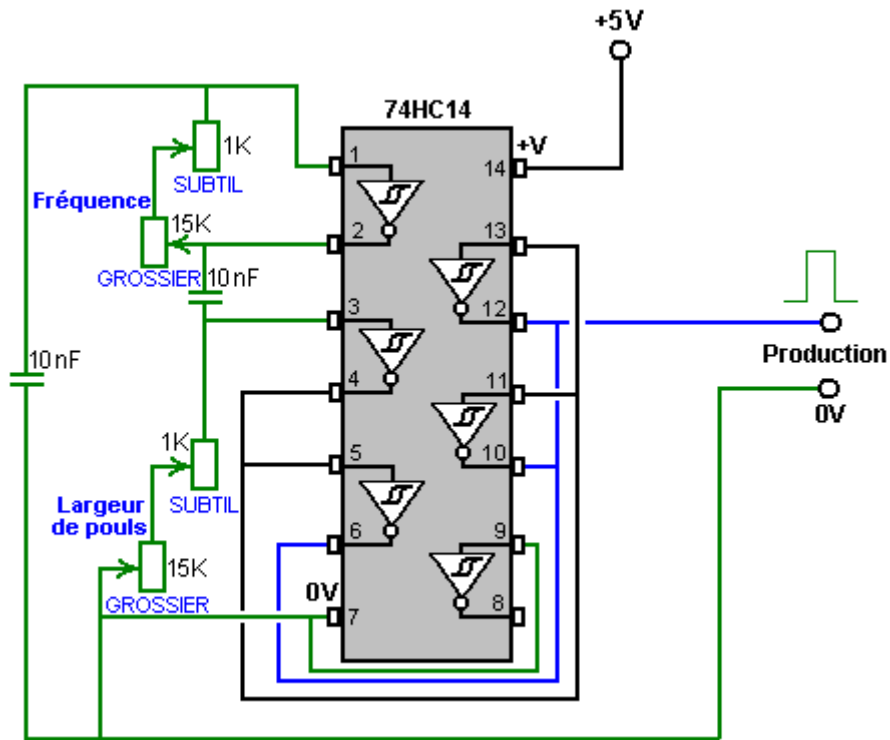 +5V
74HC14
+V
1
14
1K
SUBTIL
Fréquence
15K
2
13
GROSSIER
10nF
3
12
Production
0V
10nF
4
11
1K
5
10
SUBTIL
Largeur
de pouls
6
9
15K
GROSSIER
0V
7
8